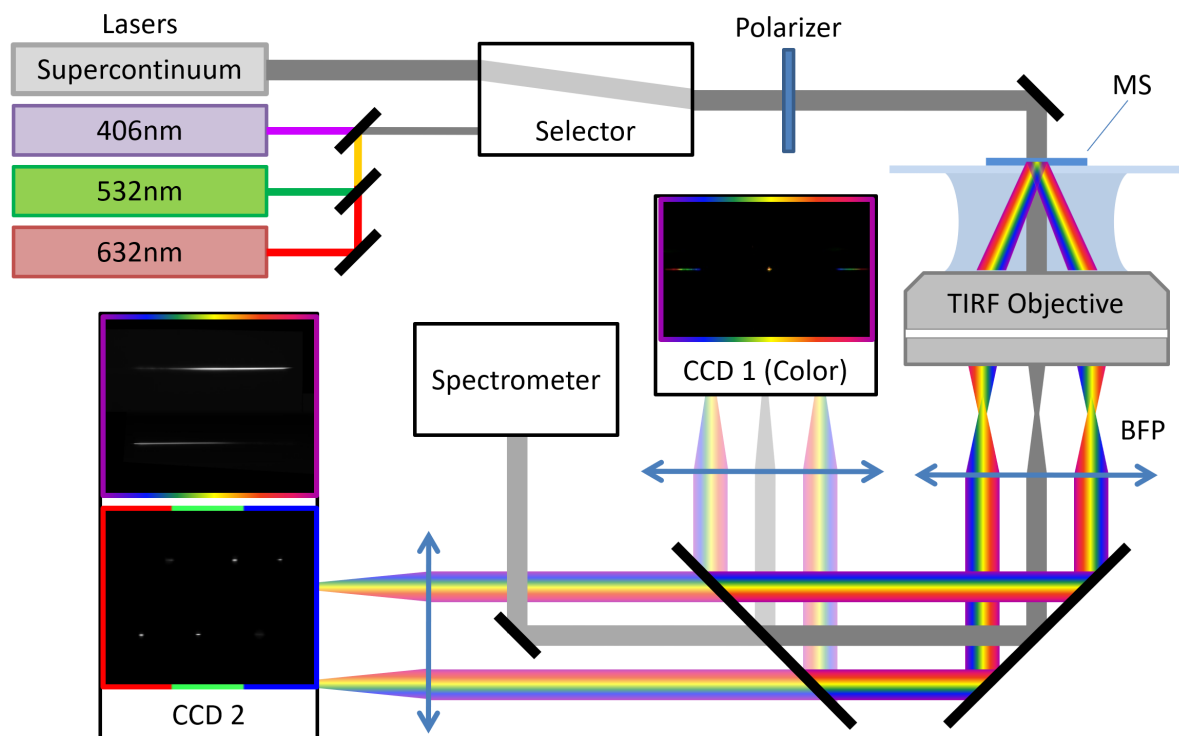 Lasers
Supercontinuum
406nm
532nm
632nm
Selector
Polarizer
MS
TIRF Objective
BFP
CCD 1 (Color)
Spectrometer
CCD 2